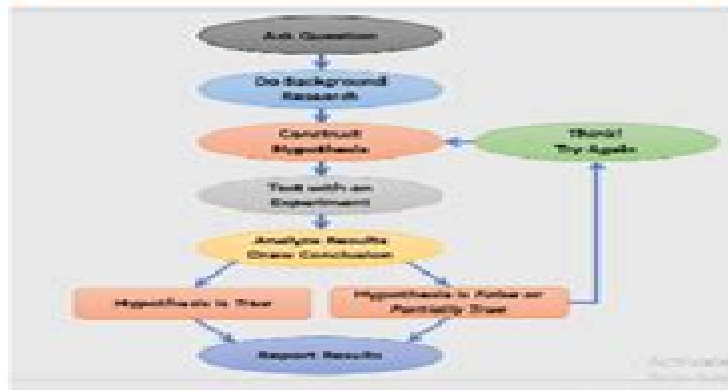 Ask Question
Do Background
Research
Construct
Hypothesis
Think!
Try Again
Test with an
Experiment
Analyze Results
Draw Conclusion
Hypothesis is True
Hypothesis is False or
Partially True
Report Results
Activate